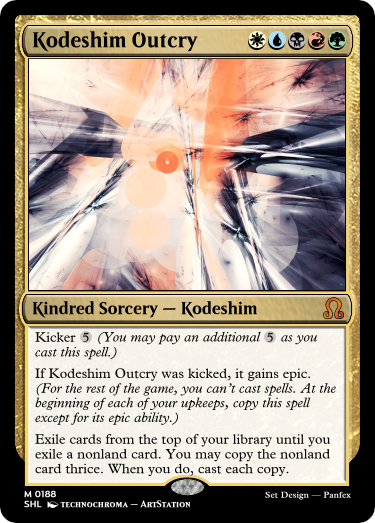 Kodeshim Outcry
Kindred Sorcery — Kodeshim
Kicker 5 (You may pay an additional 5 as you
cast this spell.)
If Kodeshim Outcry was kicked, it gains epic.
(For the rest of the game, you can't cast spells. At the
beginning of each of your upkeeps, copy this spell
except for its epic ability.)
Exile cards from the top of your library until you
exile a nonland card. You may copy the nonland
card thrice. When you do, cast each copy.
M 0188
SHL TECHNOCHROMA — ARTSTATION
Set Design — Panfex